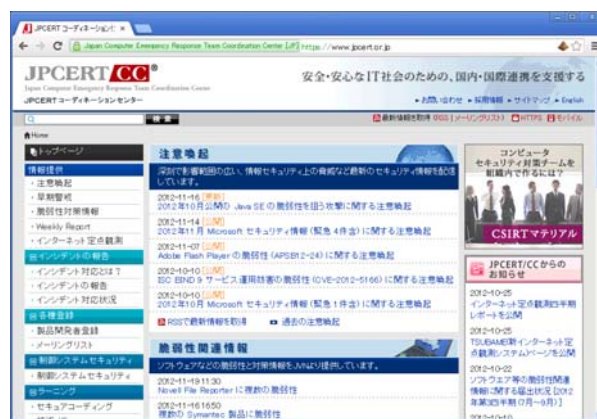 JPCERT コーディネーションセ
Japan Computer Emergency Response Team Coordination Center [JP] https://www.jpcert.or.jp
JPCERT CC®
Japan Computer Emergency Response Team Coordination Center
JPCERT コーディネーションセンター
安全・安心なIT社会のための、国内・国際連携を支援する
お問い合わせ 採用情報 サイトマップ English
検索
最新情報を取得 (RSS | メーリングリスト) HTTPS モバイル
Home
トップページ
情報提供
・注意喚起
・早期警戒
・脆弱性対策情報
・Weekly Report
・インターネット定点観測
インシデントの報告
・インシデント対応とは?
・インシデントの報告
・インシデント対応状況
各種登録
・製品開発者登録
・メーリングリスト
制御システムセキュリティ
・制御システムセキュリティ
ラーニング
・セキュアコーディング
注意喚起
深刻で影響範囲の広い、情報セキュリティ上の脅威など最新のセキュリティ情報を配信
しています。
2012-11-16 [更新]
2012年10月公開の Java SE の脆弱性を狙う攻撃に関する注意喚起
2012-11-14 [公開]
2012年11月 Microsoft セキュリティ情報 (緊急 4件含) に関する注意喚起
2012-11-07 [公開]
Adobe Flash Player の脆弱性 (APSB12-24) に関する注意喚起
2012-10-10 [公開]
ISC BIND 9 サービス運用妨害の脆弱性 (CVE-2012-5166) に関する注意喚起
2012-10-10 [公開]
2012年10月 Microsoft セキュリティ情報 (緊急 1件含) に関する注意喚起
RSSで最新情報を取得 過去の注意喚起
脆弱性関連情報
ソフトウェアなどの脆弱性と対策情報をJVNより提供しています。
2012-11-19 11:30
Novell File Reporter に複数の脆弱性
2012-11-16 16:50
複数の Symantec 製品に脆弱性
コンピュータ
セキュリティ対策チームを
組織内で作るには?
CSIRTマテリアル
JPCERT/CCからの
お知らせ
2012-10-25
インターネット定点観測四半期
レポートを公開
2012-10-25
TSUBAME(新インターネット定
点観測システム)ページを公開
2012-10-22
ソフトウエア等の脆弱性関連
情報に関する届出状況 [2012
年第3四半期 (7月~9月)]
2012-10-10